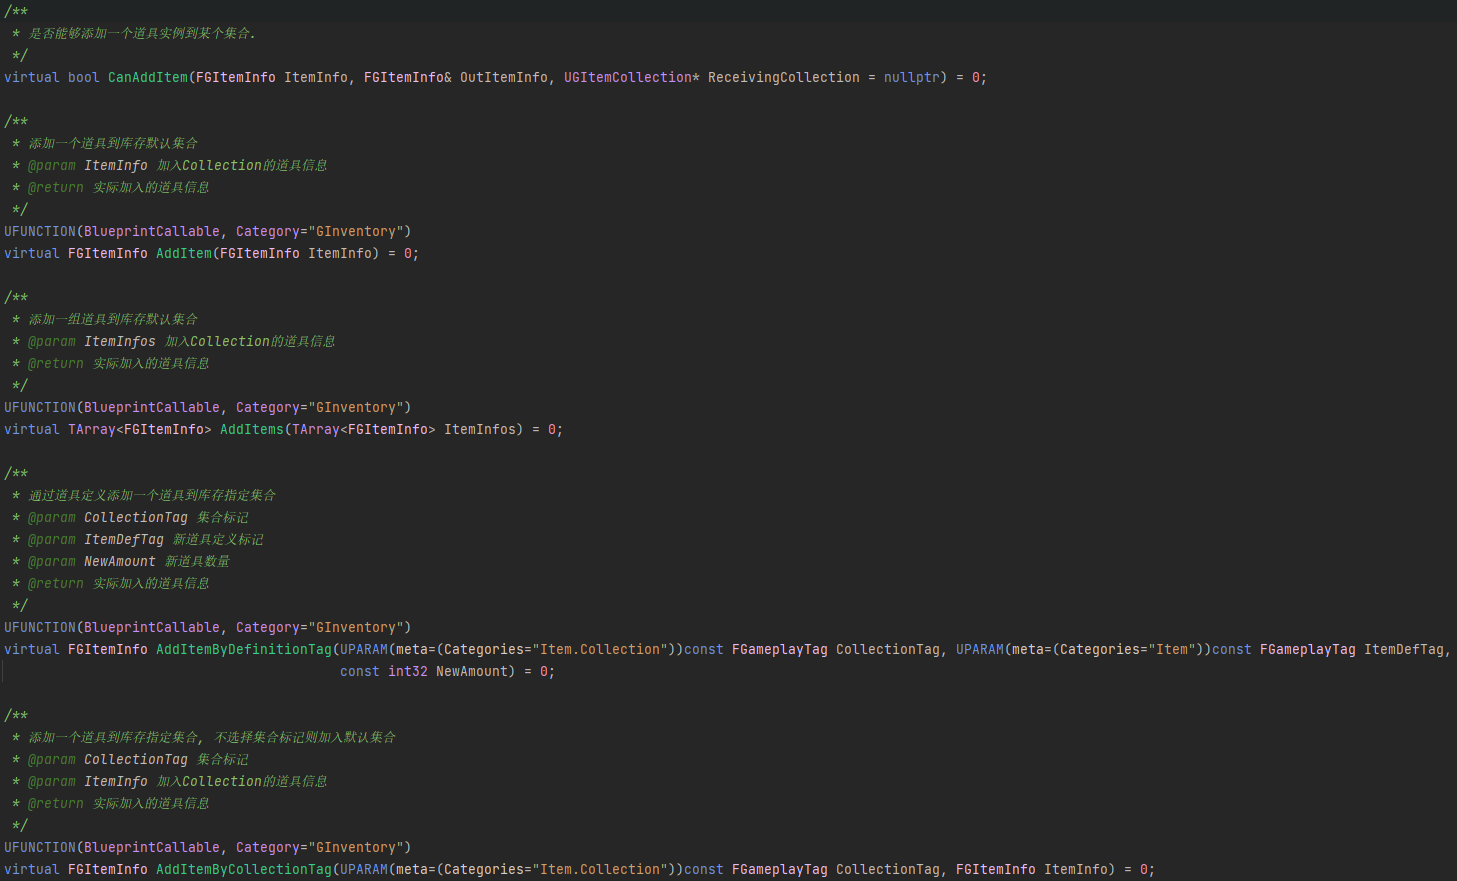 /**
 * 是否能够添加一个道具实例到某个集合.
 */
virtual bool CanAddItem(FGItemInfo ItemInfo, FGItemInfo& OutItemInfo, UGItemCollection* ReceivingCollection = nullptr) = 0;
/**
 * 添加一个道具到库存默认集合
 * @param ItemInfo 加入Collection的道具信息
 * @return 实际加入的道具信息
 */
UFUNCTION(BlueprintCallable, Category="GInventory")
virtual FGItemInfo AddItem(FGItemInfo ItemInfo) = 0;
/**
 * 添加一组道具到库存默认集合
 * @param ItemInfos 加入Collection的道具信息
 * @return 实际加入的道具信息
 */
UFUNCTION(BlueprintCallable, Category="GInventory")
virtual TArray<FGItemInfo> AddItems(TArray<FGItemInfo> ItemInfos) = 0;
/**
 * 通过道具定义添加一个道具到库存指定集合
 * @param CollectionTag 集合标记
 * @param ItemDefTag 新道具定义标记
 * @param NewAmount 新道具数量
 * @return 实际加入的道具信息
 */
UFUNCTION(BlueprintCallable, Category="GInventory")
virtual FGItemInfo AddItemByDefinitionTag(UPARAM(meta=(Categories="Item.Collection"))const FGameplayTag CollectionTag, UPARAM(meta=(Categories="Item"))const FGameplayTag ItemDefTag,
const int32 NewAmount) = 0;
/**
 * 添加一个道具到库存指定集合, 不选择集合标记则加入默认集合
 * @param CollectionTag 集合标记
 * @param ItemInfo 加入Collection的道具信息
 * @return 实际加入的道具信息
 */
UFUNCTION(BlueprintCallable, Category="GInventory")
virtual FGItemInfo AddItemByCollectionTag(UPARAM(meta=(Categories="Item.Collection"))const FGameplayTag CollectionTag, FGItemInfo ItemInfo) = 0;